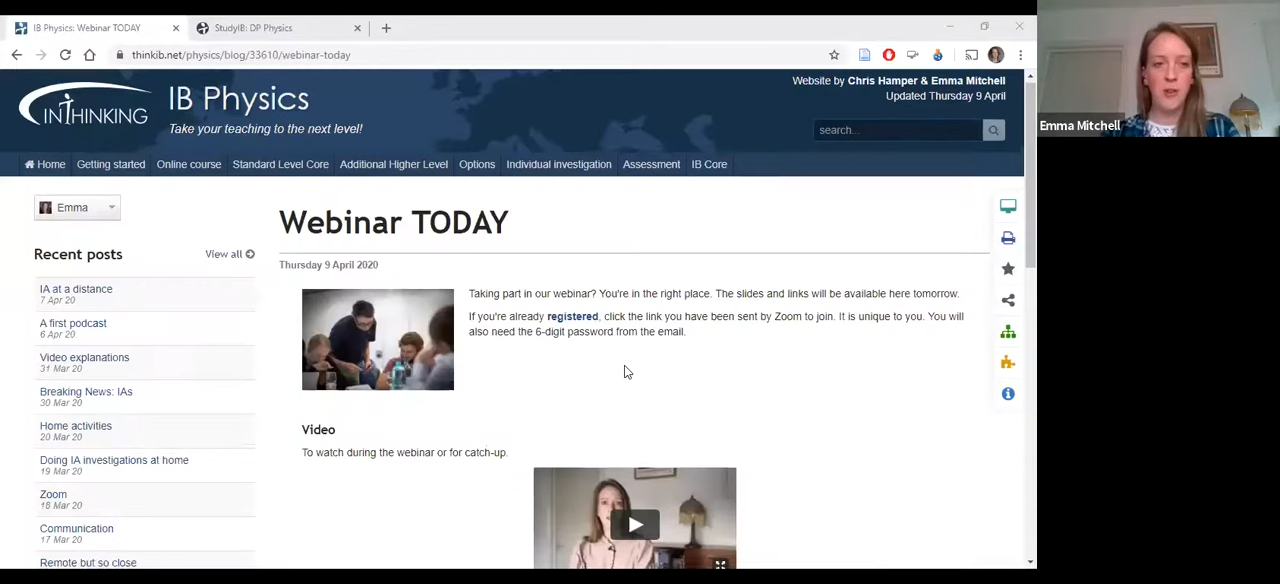 IB Physics: Webinar TODAY
StudyIB: DP Physics
thinkib.net/physics/blog/33610/webinar-today
INTHINKING
IB Physics
Take your teaching to the next level!
Website by Chris Hamper & Emma Mitchell
Updated Thursday 9 April
search...
Home
Getting started
Online course
Standard Level Core
Additional Higher Level
Options
Individual investigation
Assessment
IB Core
Emma
Recent posts
View all
IA at a distance
7 Apr 20
A first podcast
6 Apr 20
Video explanations
31 Mar 20
Breaking News: IAs
30 Mar 20
Home activities
20 Mar 20
Doing IA investigations at home
19 Mar 20
Zoom
18 Mar 20
Communication
17 Mar 20
Remote but so close
Webinar TODAY
Thursday 9 April 2020
Taking part in our webinar? You're in the right place. The slides and links will be available here tomorrow.
If you're already registered, click the link you have been sent by Zoom to join. It is unique to you. You will
also need the 6-digit password from the email.
Video
To watch during the webinar or for catch-up.
Emma Mitchell